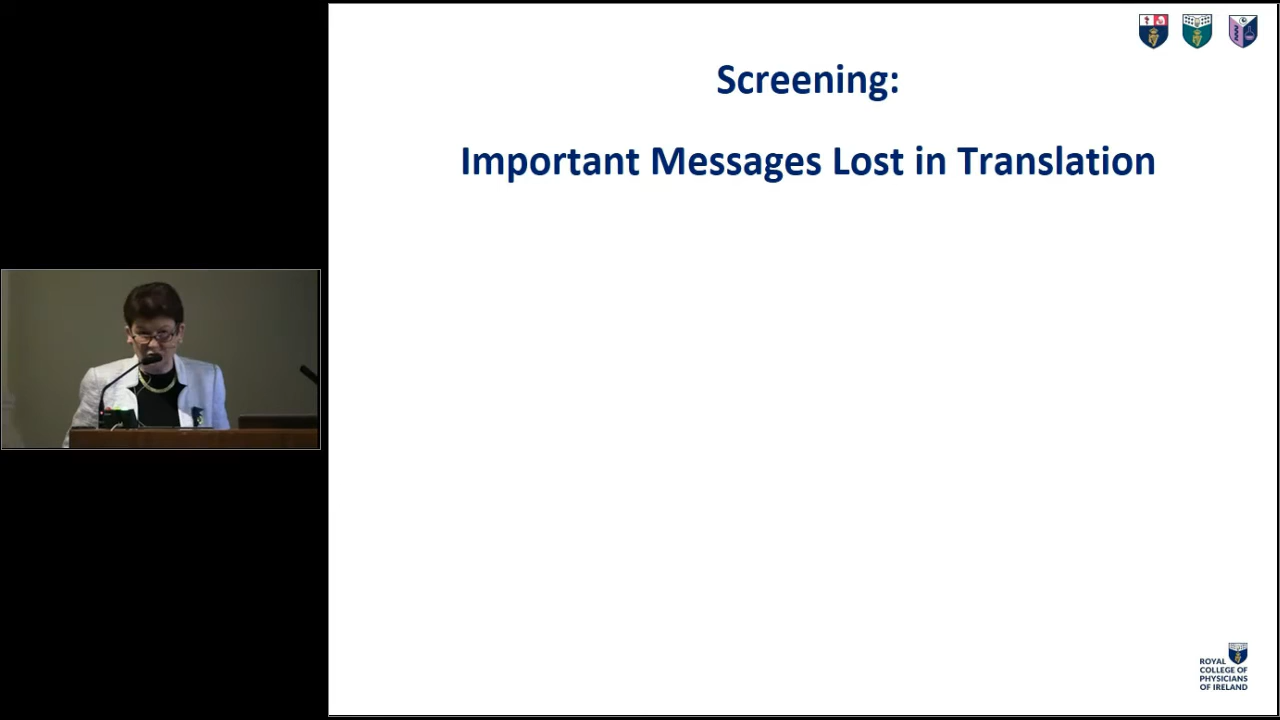 Screening:
Important Messages Lost in Translation
ROYAL
COLLEGE OF
PHYSICIANS
OF IRELAND